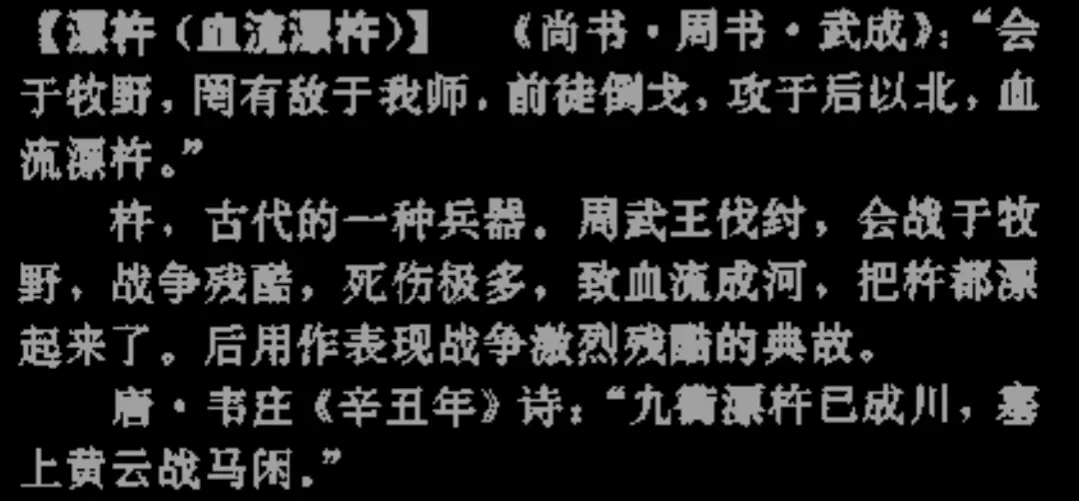 【漂杵（血流漂杵）】 《尚书·周书·武成》：“会
于牧野，罔有敌于我师，前徒倒戈，攻于后以北，血
流漂杵。”
杵，古代的一种兵器。周武王伐纣，会战于牧
野，战争残酷，死伤极多，致血流成河，把杵都漂
起来了。后用作表现战争激烈残酷的典故。
唐·韦庄《辛丑年》诗：“九衢漂杵已成川，塞
上黄云战马闲。”